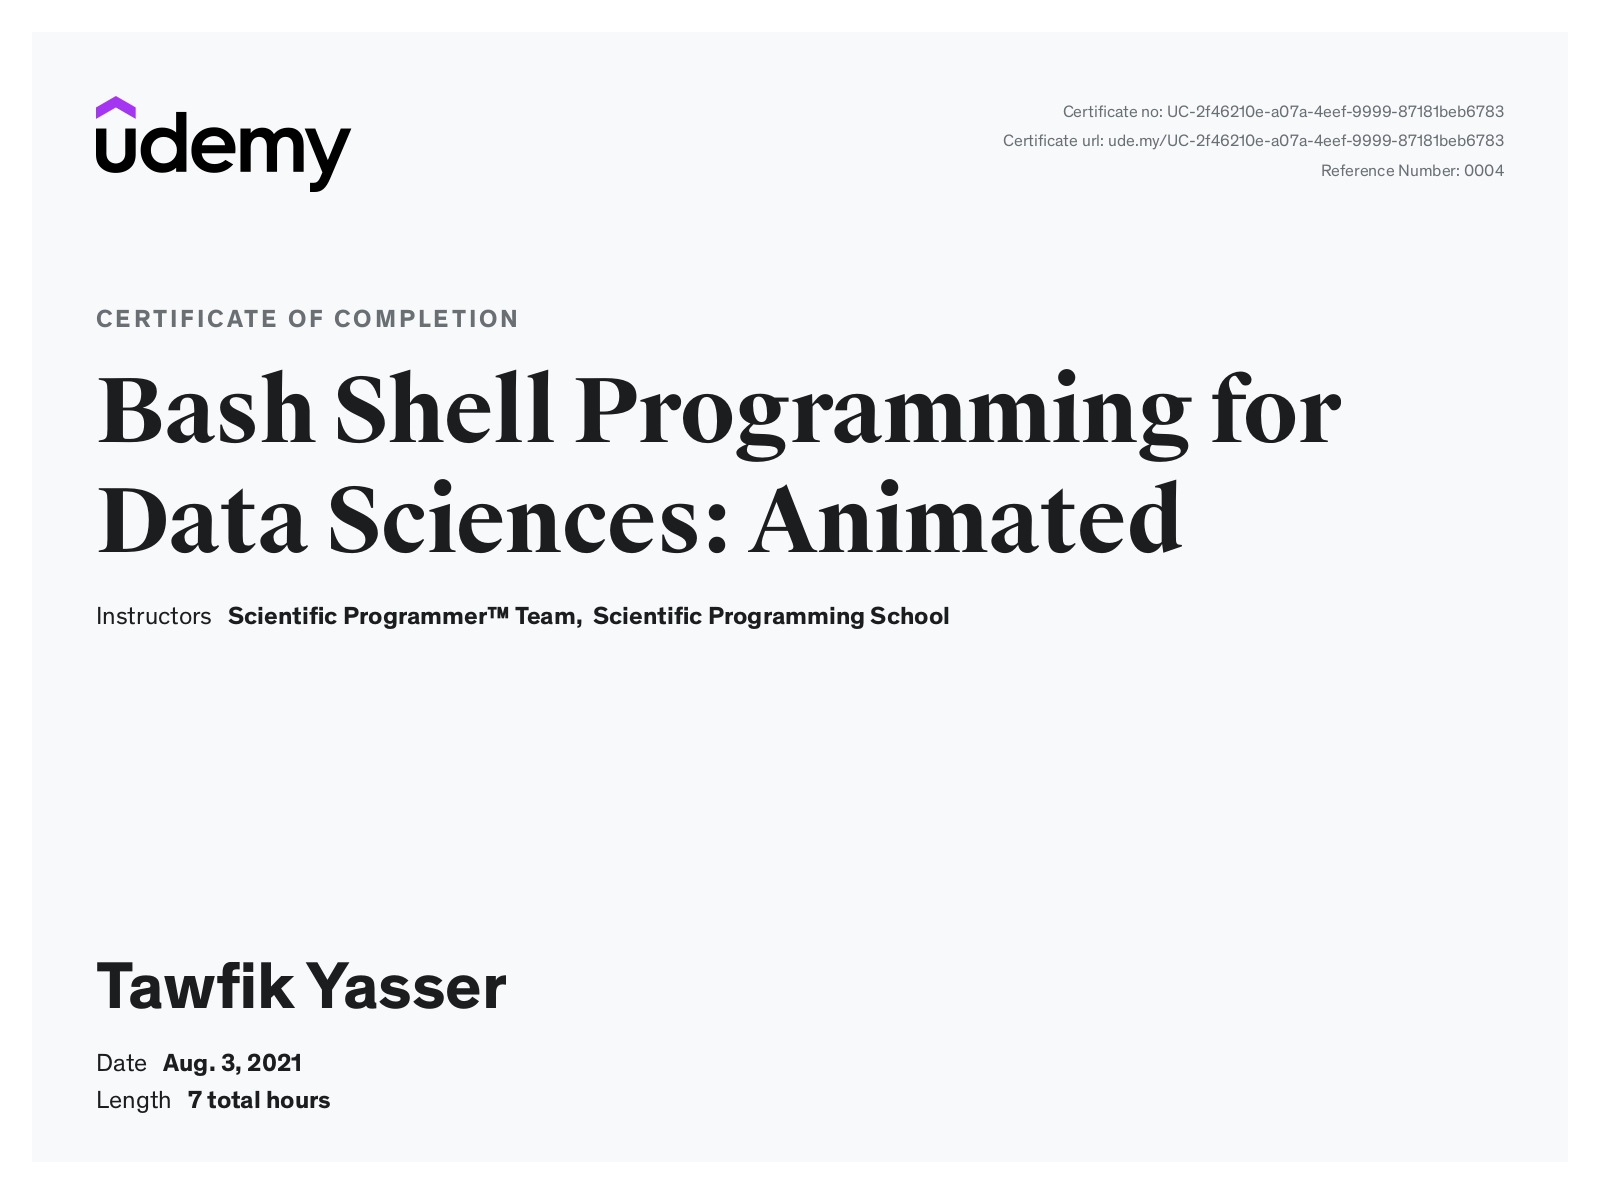 udemy
Certificate no: UC-2f46210e-a07a-4eef-9999-87181beb6783
Certificate url: ude.my/UC-2f46210e-a07a-4eef-9999-87181beb6783
Reference Number: 0004
CERTIFICATE OF COMPLETION
Bash Shell Programming for
Data Sciences: Animated
Instructors Scientific Programmer™ Team, Scientific Programming School
Tawfik Yasser
Date Aug. 3, 2021
Length 7 total hours